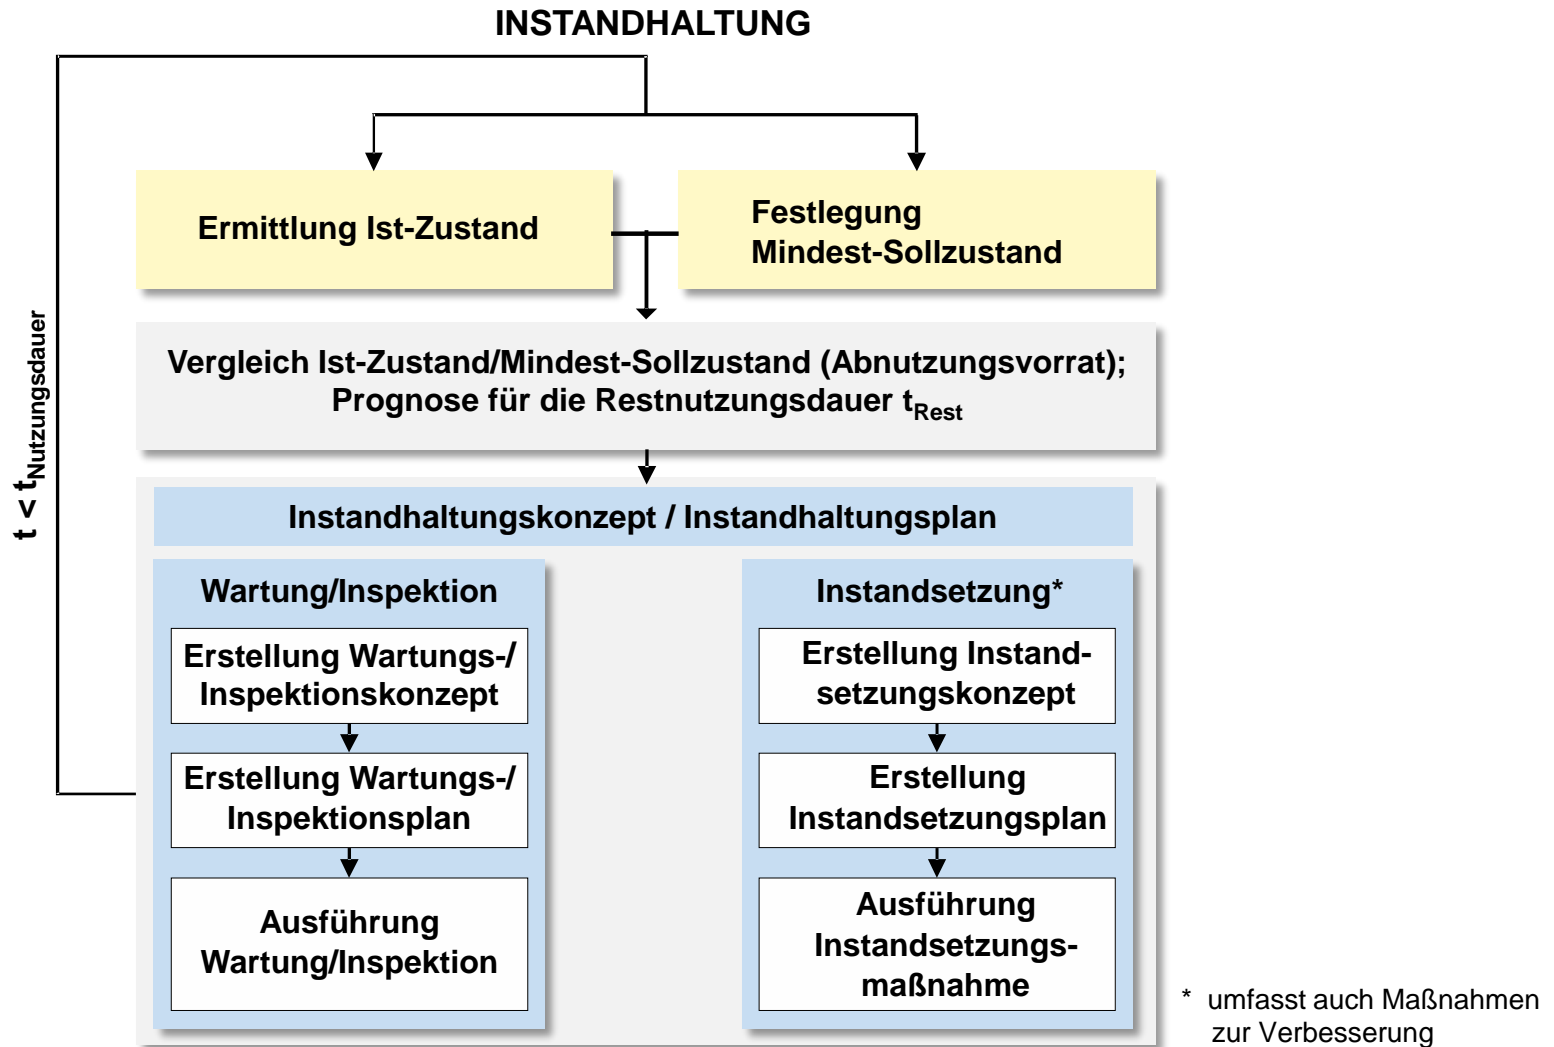 INSTANDHALTUNG
Ermittlung Ist-Zustand
Festlegung
Mindest-Sollzustand
Vergleich Ist-Zustand/Mindest-Sollzustand (Abnutzungsvorrat);
Prognose für die Restnutzungsdauer tRest
t < tNutzungsdauer
Instandhaltungskonzept / Instandhaltungsplan
Wartung/Inspektion
Erstellung Wartungs-/
Inspektionskonzept
Erstellung Wartungs-/
Inspektionsplan
Ausführung
Wartung/Inspektion
Instandsetzung*
Erstellung Instand-
setzungskonzept
Erstellung
Instandsetzungsplan
Ausführung
Instandsetzungs-
maßnahme
* umfasst auch Maßnahmen
zur Verbesserung